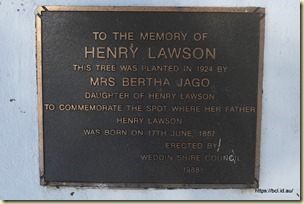 TO THE MEMORY OF
HENRY LAWSON
THIS TREE WAS PLANTED IN 1924 BY
MRS BERTHA JAGO
DAUGHTER OF HENRY LAWSON
TO COMMEMORATE THE SPOT WHERE HER FATHER
HENRY LAWSON
WAS BORN ON 17TH JUNE, 1867
ERECTED BY
WEDDIN SHIRE COUNCIL
1988
https://bcl.id.au/